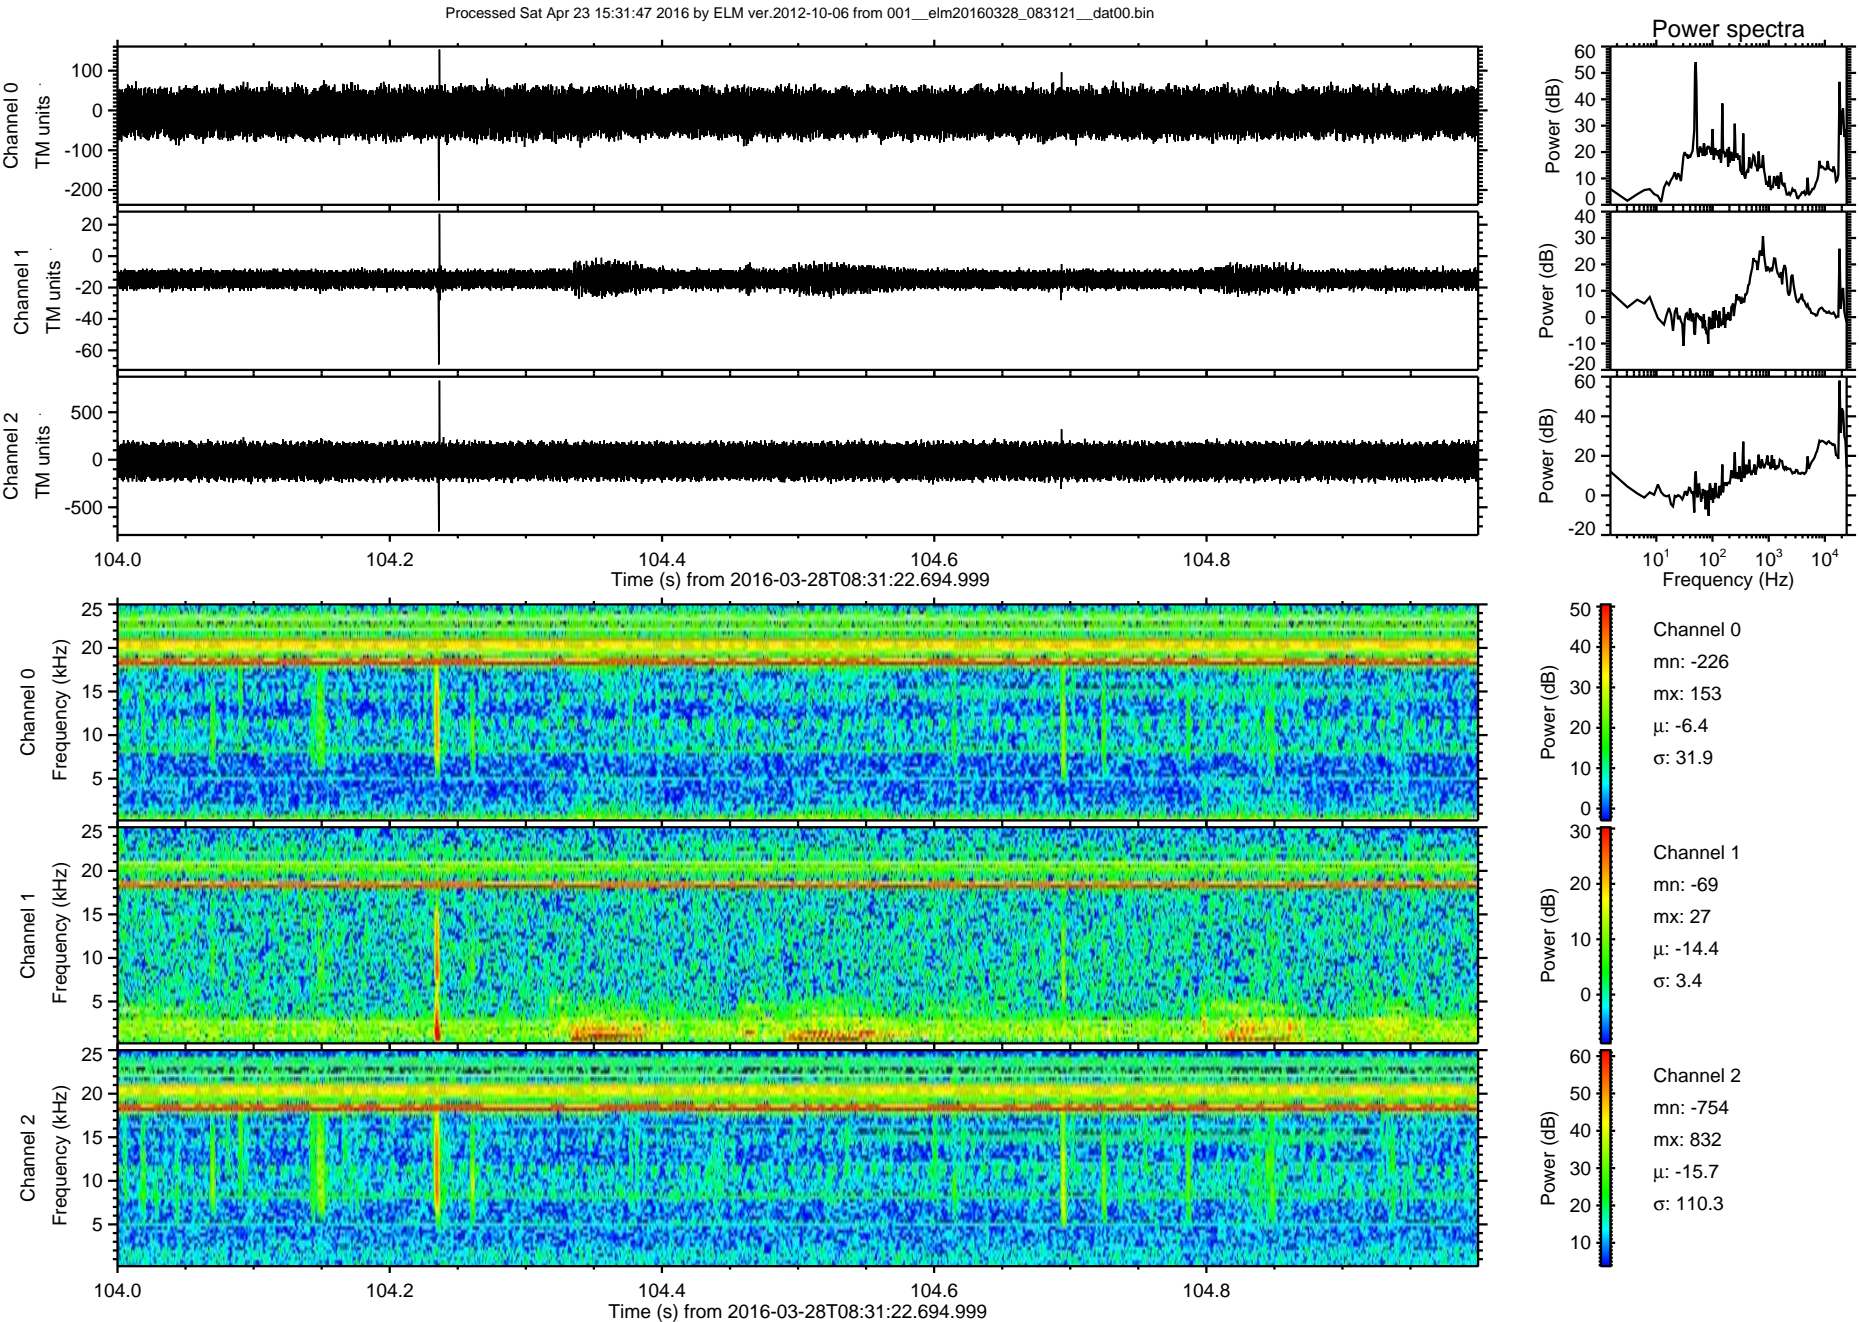 Processed Sat Apr 23 15:31:47 2016 by ELM ver.2012-10-06 from 001__elm20160328_083121__dat00.bin
Power spectra
Channel 0
TM units
100
0
-100
-200
Power (dB)
60
50
40
30
20
10
0
Channel 1
TM units
20
0
-20
-40
-60
Power (dB)
40
30
20
10
0
-10
-20
Channel 2
TM units
500
0
-500
Power (dB)
60
40
20
0
-20
104.0 104.2 104.4 104.6 104.8
Time (s) from 2016-03-28T08:31:22.694.999
10¹ 10² 10³ 10⁴
Frequency (Hz)
Channel 0
Frequency (kHz)
25
20
15
10
5
Power (dB)
50
40
30
20
10
0
Channel 0
mn: -226
mx: 153
μ: -6.4
σ: 31.9
Channel 1
Frequency (kHz)
25
20
15
10
5
Power (dB)
30
20
10
0
Channel 1
mn: -69
mx: 27
μ: -14.4
σ: 3.4
Channel 2
Frequency (kHz)
25
20
15
10
5
Power (dB)
60
50
40
30
20
10
Channel 2
mn: -754
mx: 832
μ: -15.7
σ: 110.3
104.0 104.2 104.4 104.6 104.8
Time (s) from 2016-03-28T08:31:22.694.999